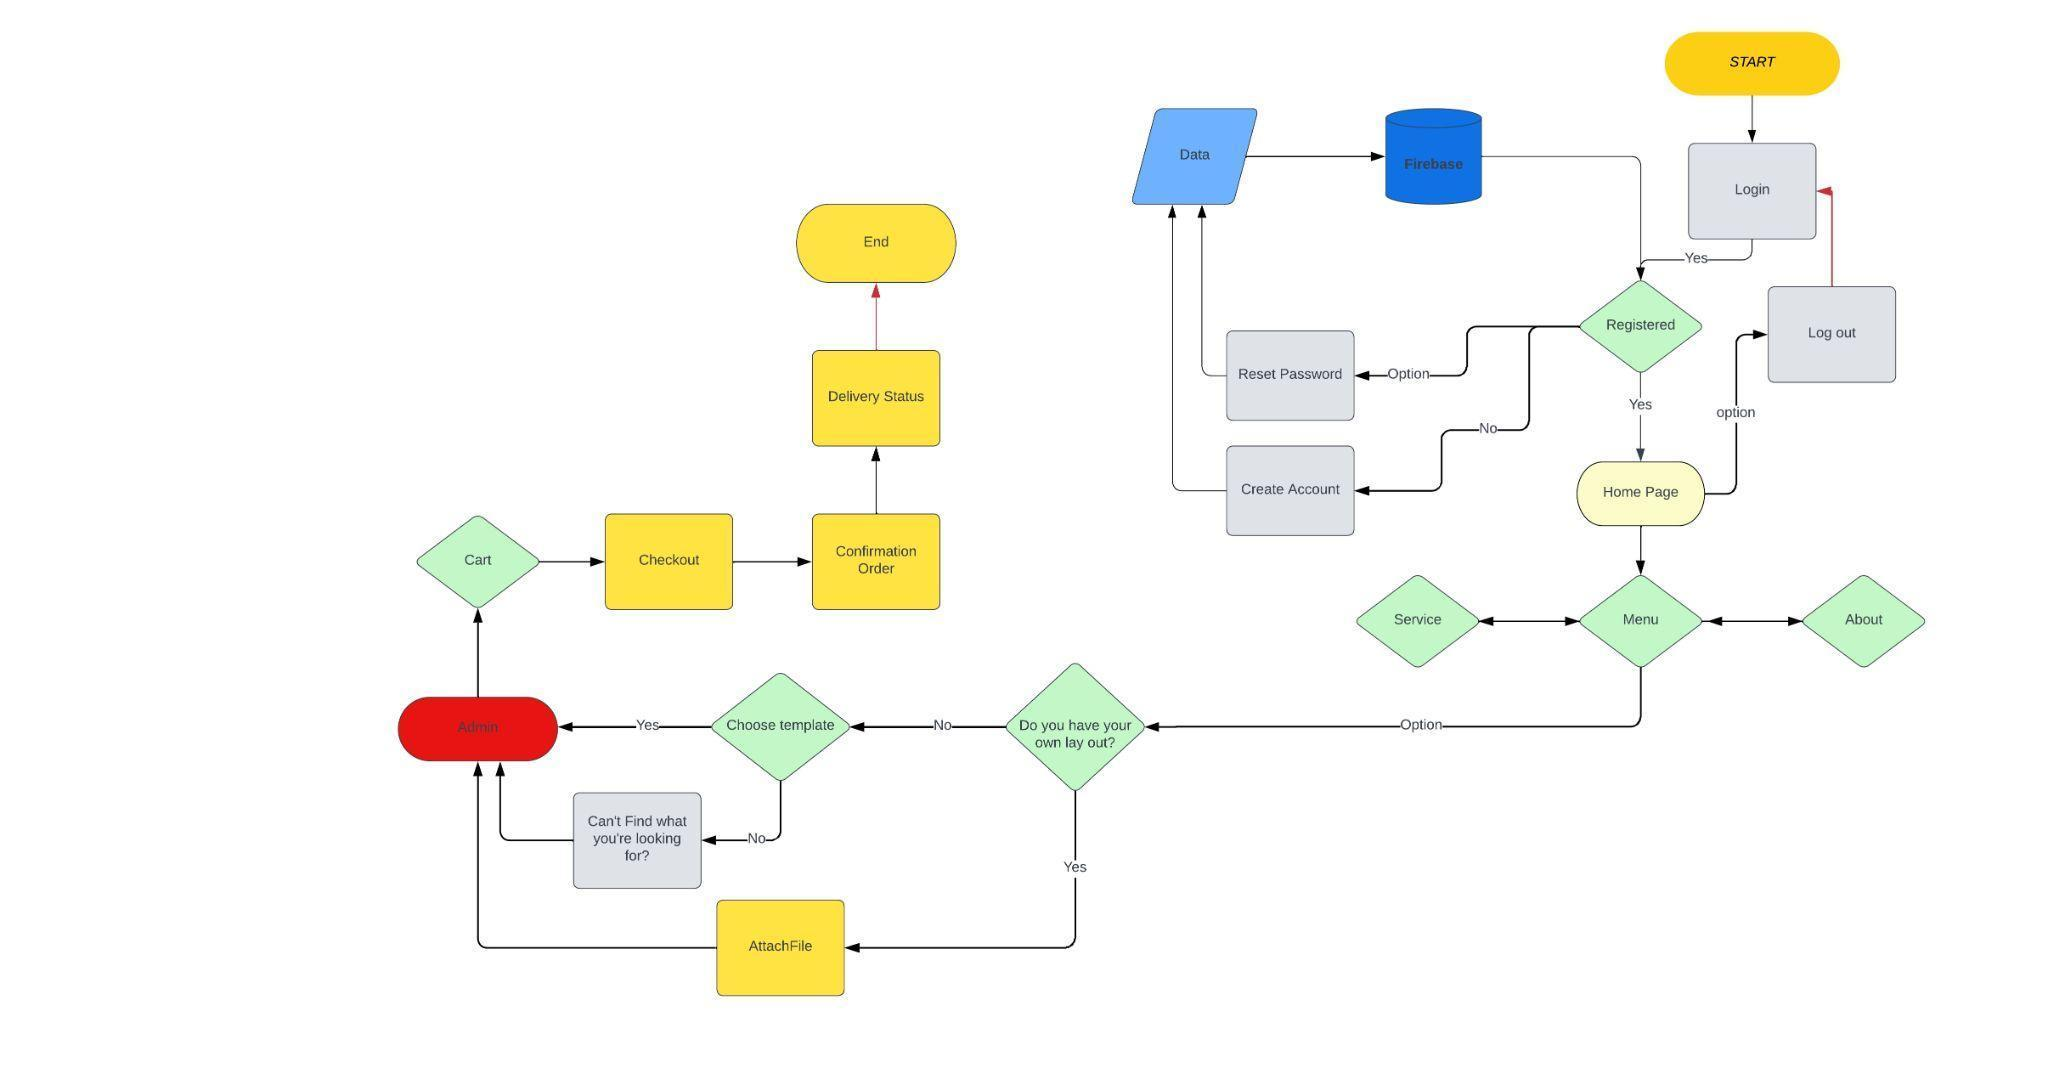 START
Data
Firebase
Login
End
Yes
Registered
Log out
Reset Password
Option
Delivery Status
Yes
option
No
Create Account
Home Page
Cart
Checkout
Confirmation
Order
Service
Menu
About
Admin
Yes
Choose template
No
Do you have your
own lay out?
Option
Can't Find what
you're looking
for?
No
Yes
AttachFile